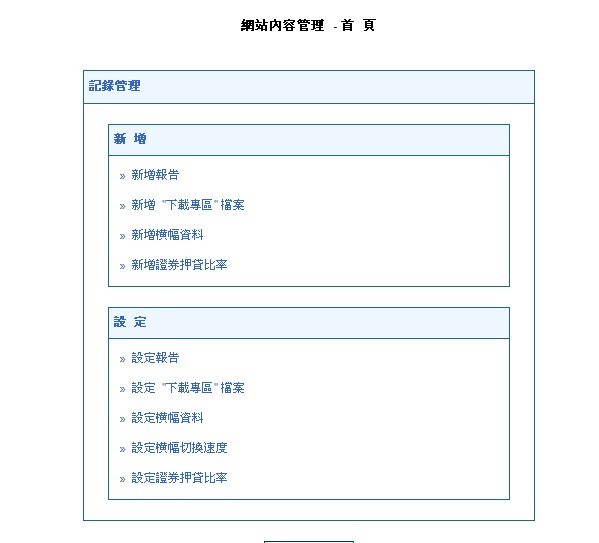 網站內容管理 - 首 頁
記錄管理
新 增
» 新增報告
» 新增 "下載專區" 檔案
» 新增橫幅資料
» 新增證券押貸比率
設 定
» 設定報告
» 設定 "下載專區" 檔案
» 設定橫幅資料
» 設定橫幅切換速度
» 設定證券押貸比率